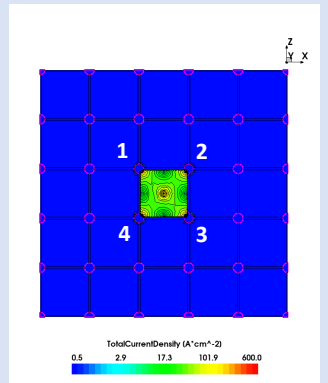 Z
Y X
1 2
4 3
TotalCurrentDensity (A*cm^-2)
0.5 2.9 17.3 101.9 600.0